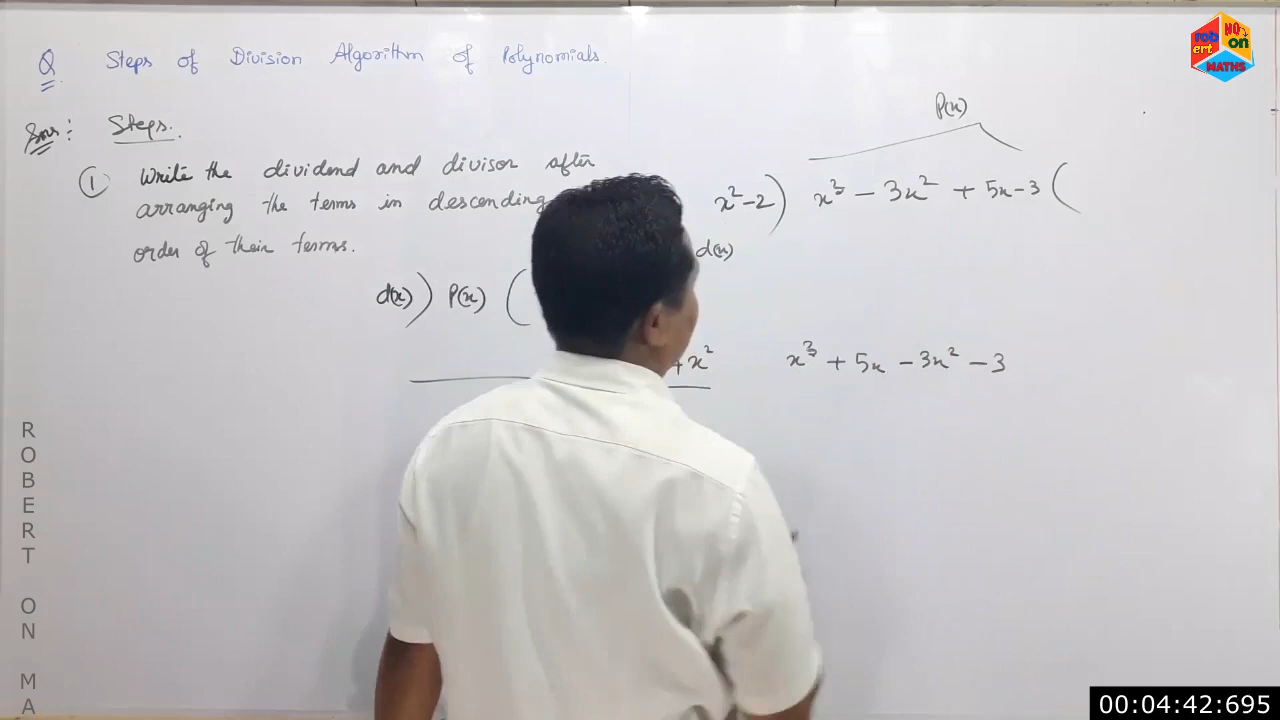 Q Steps of Division Algorithm of Polynomials.
Ans: Steps.
① Write the dividend and divisor after
arranging the terms in descending
order of their terms.
d(x) ) P(x) (
+x²
P(x)
x²-2 ) x³ - 3x² + 5x - 3 (
d(x)
x³ + 5x - 3x² - 3
robert NO on MATHS
ROBERT ON MA
00:04:42:695